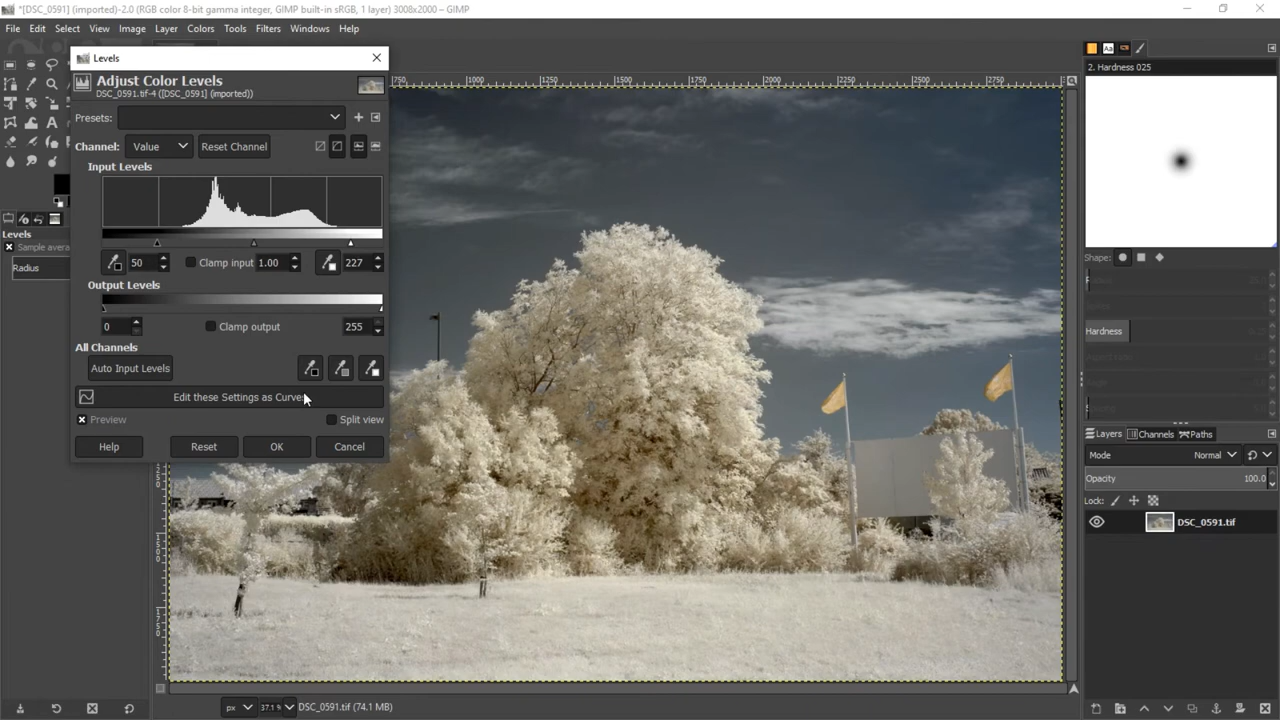 *[DSC_0591] (imported)-2.0 (RGB color 8-bit gamma integer, GIMP built-in sRGB, 1 layer) 3008x2000 – GIMP
File Edit Select View Image Layer Colors Tools Filters Windows Help
Levels
Adjust Color Levels
DSC_0591.tif-4 ([DSC_0591] (imported))
Presets:
Channel: Value Reset Channel
Input Levels
50 Clamp input 1.00 227
Output Levels
0 Clamp output 255
All Channels
Auto Input Levels
Edit these Settings as Curves
Preview Split view
Help Reset OK Cancel
Levels
Sample avera
Radius
750 1000 1250 1500 1750 2000 2250 2500 2750
1250
1500
1750
px 37.1 % DSC_0591.tif (74.1 MB)
Aa
2. Hardness 025
Shape:
Hardness
Layers Channels Paths
Mode Normal
Opacity 100.0
Lock:
DSC_0591.tif